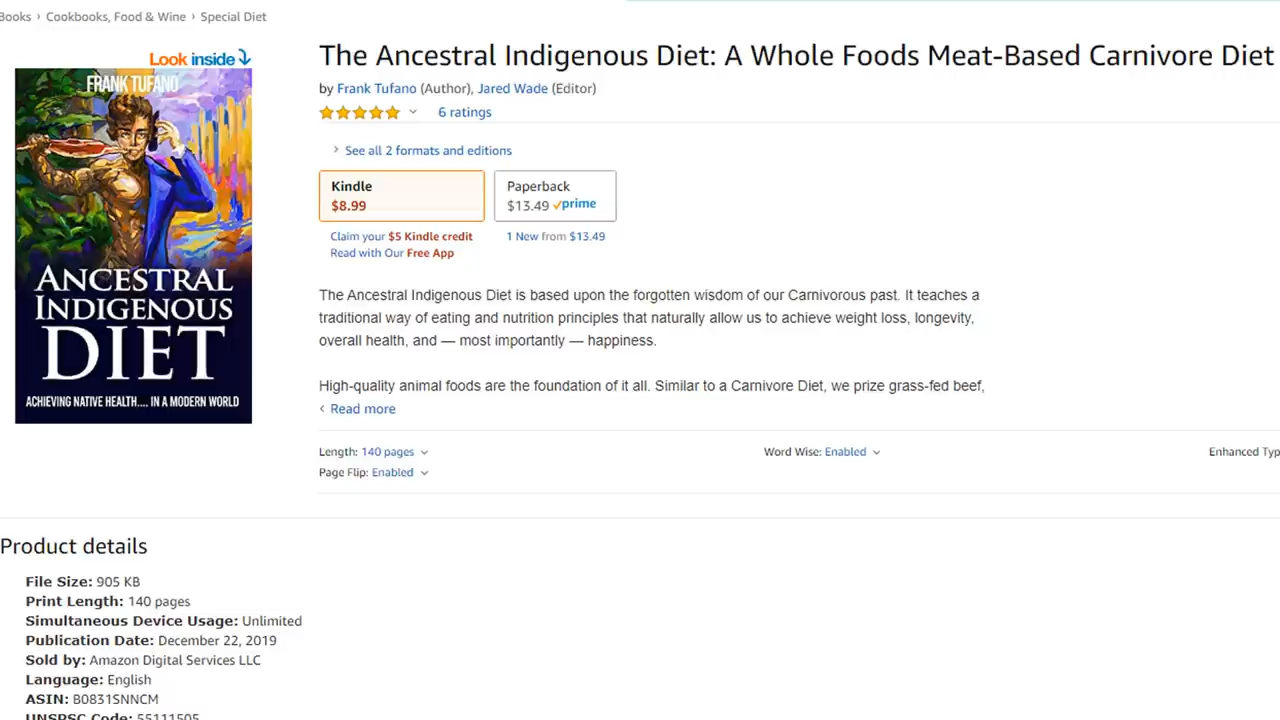 Books › Cookbooks, Food & Wine › Special Diet
Look inside
FRANK TUFANO
ANCESTRAL
INDIGENOUS
DIET
ACHIEVING NATIVE HEALTH.... IN A MODERN WORLD
The Ancestral Indigenous Diet: A Whole Foods Meat-Based Carnivore Diet
by Frank Tufano (Author), Jared Wade (Editor)
6 ratings
› See all 2 formats and editions
Kindle
$8.99
Claim your $5 Kindle credit
Read with Our Free App
Paperback
$13.49 prime
1 New from $13.49
The Ancestral Indigenous Diet is based upon the forgotten wisdom of our Carnivorous past. It teaches a
traditional way of eating and nutrition principles that naturally allow us to achieve weight loss, longevity,
overall health, and — most importantly — happiness.
High-quality animal foods are the foundation of it all. Similar to a Carnivore Diet, we prize grass-fed beef,
‹ Read more
Length: 140 pages
Word Wise: Enabled
Enhanced Typ
Page Flip: Enabled
Product details
File Size: 905 KB
Print Length: 140 pages
Simultaneous Device Usage: Unlimited
Publication Date: December 22, 2019
Sold by: Amazon Digital Services LLC
Language: English
ASIN: B0831SNNCM
UNSPSC Code: 55111505